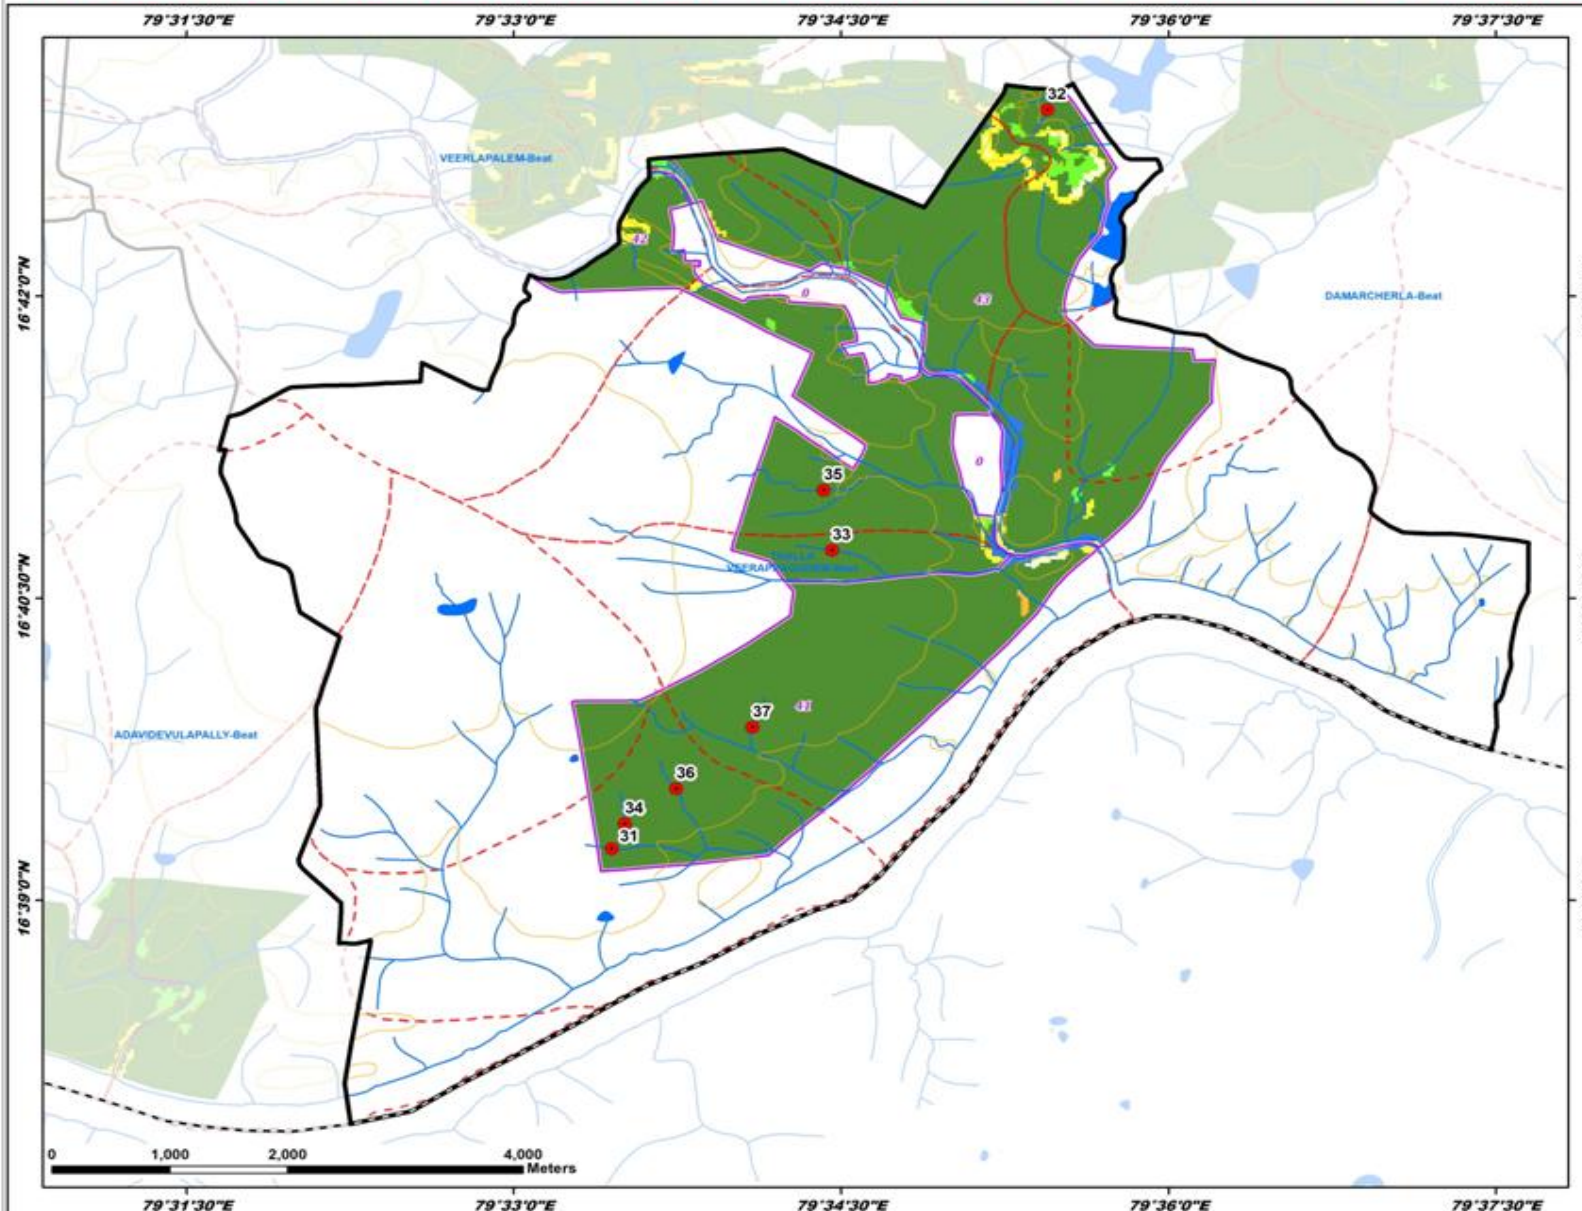 79°31'30"E 79°33'0"E 79°34'30"E 79°36'0"E 79°37'30"E
32
VEERLAPALEM-Beat
42
16°42'0"N
0
43
DAMARCHERLA-Beat
0
35
33
16°40'30"N
37
41
ADAVIDEVULAPALLY-Beat
36
34
31
16°39'0"N
0 1,000 2,000 4,000
Meters
79°31'30"E 79°33'0"E 79°34'30"E 79°36'0"E 79°37'30"E